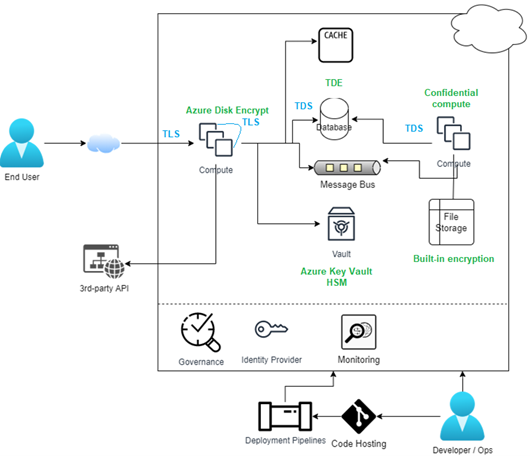 CACHE
TDE
Azure Disk Encrypt
Confidential
compute
TLS
TLS
TDS
TDS
Database
End User
Compute
Compute
Message Bus
File
Storage
Vault
Built-in encryption
Azure Key Vault
HSM
3rd-party API
Governance
Identity Provider
Monitoring
Deployment Pipelines
Code Hosting
Developer / Ops